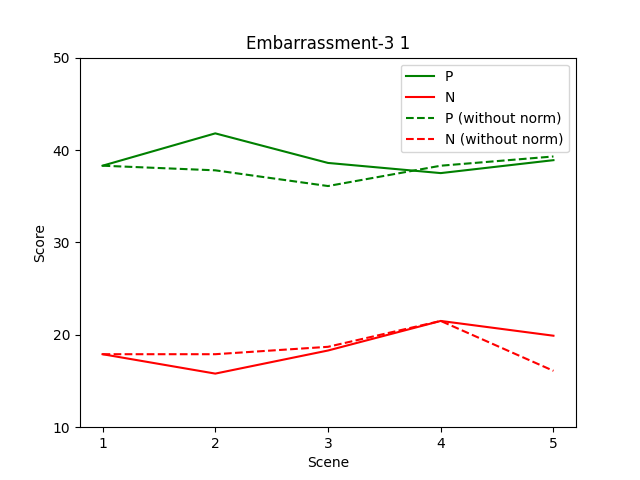 Embarrassment-3 1
P
N
P (without norm)
N (without norm)
50
40
30
20
10
Score
1 2 3 4 5
Scene